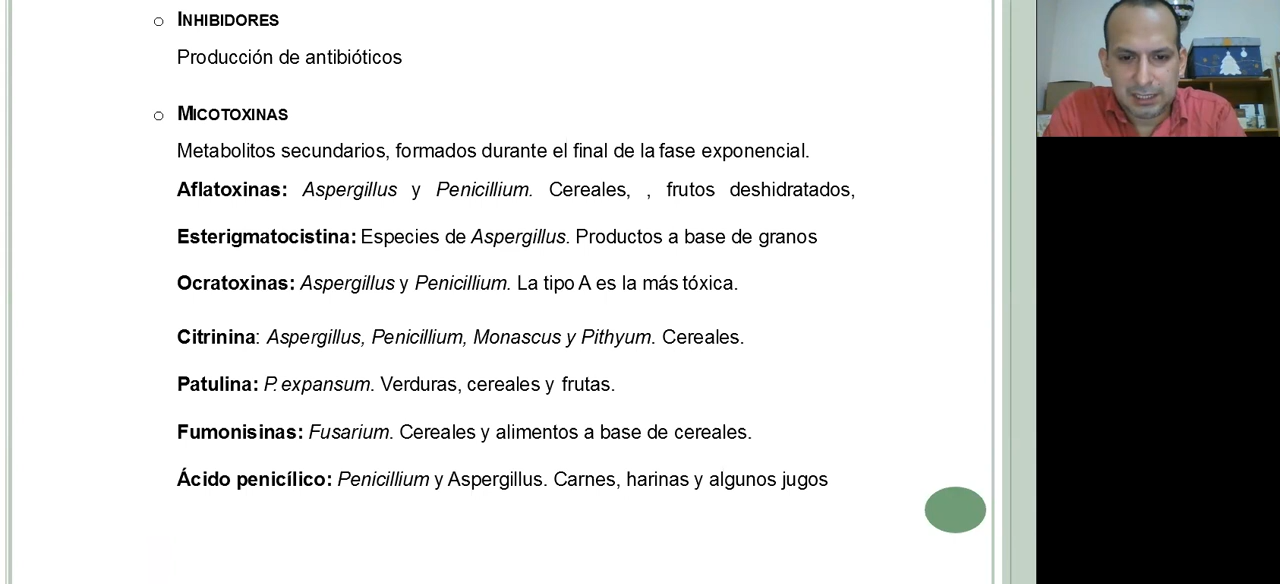 INHIBIDORES
Producción de antibióticos
MICOTOXINAS
Metabolitos secundarios, formados durante el final de la fase exponencial.
Aflatoxinas: Aspergillus y Penicillium. Cereales, , frutos deshidratados,
Esterigmatocistina: Especies de Aspergillus. Productos a base de granos
Ocratoxinas: Aspergillus y Penicillium. La tipo A es la más tóxica.
Citrinina: Aspergillus, Penicillium, Monascus y Pithyum. Cereales.
Patulina: P. expansum. Verduras, cereales y frutas.
Fumonisinas: Fusarium. Cereales y alimentos a base de cereales.
Ácido penicílico: Penicillium y Aspergillus. Carnes, harinas y algunos jugos